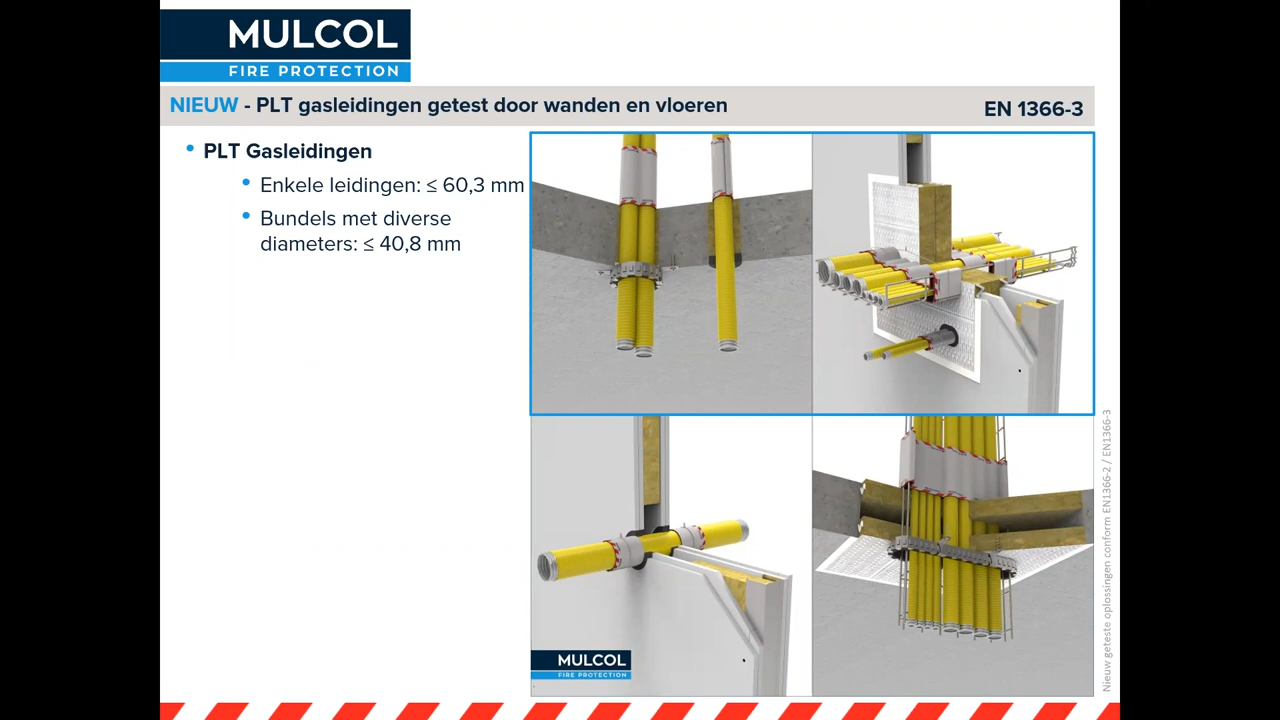 MULCOL
FIRE PROTECTION
NIEUW - PLT gasleidingen getest door wanden en vloeren
EN 1366-3
• PLT Gasleidingen
• Enkele leidingen: ≤ 60,3 mm
• Bundels met diverse
diameters: ≤ 40,8 mm
Nieuw geteste oplossingen conform EN1366-2 / EN1366-3
MULCOL
FIRE PROTECTION